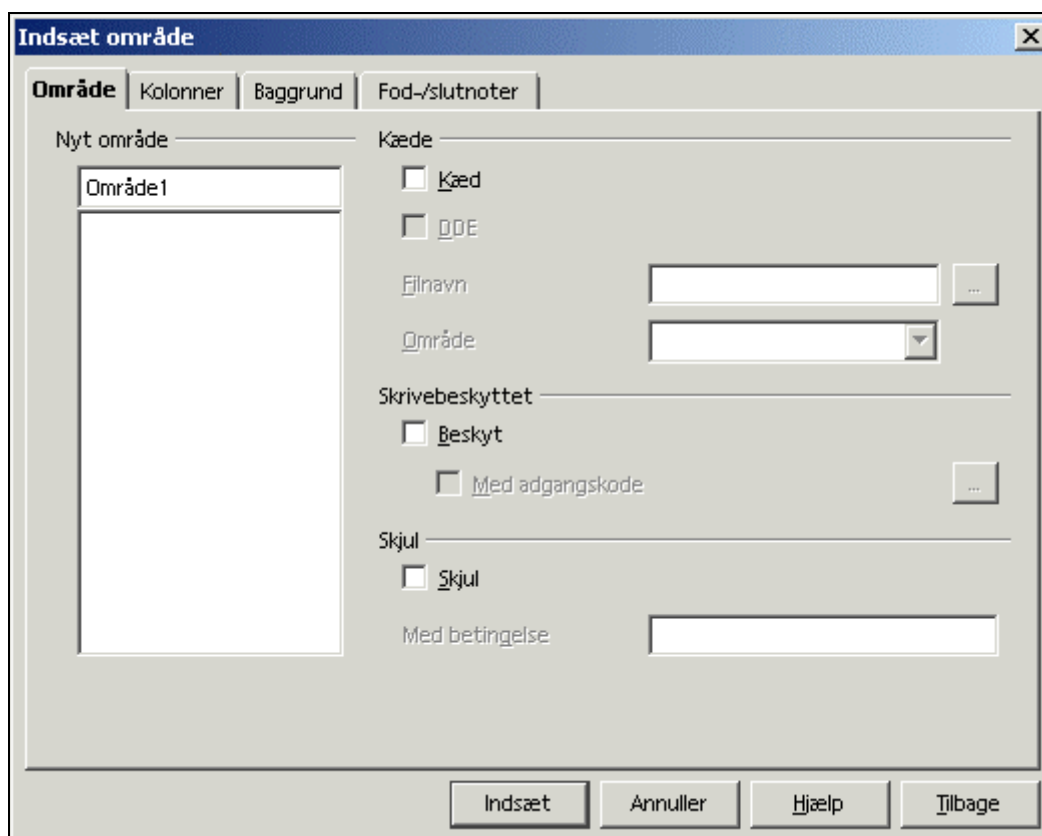 Indsæt område
Område Kolonner Baggrund Fod-/slutnoter
Nyt område
Område1
Kæde
Kæd
DDE
Filnavn
...
Område
Skrivebeskyttet
Beskyt
Med adgangskode
...
Skjul
Skjul
Med betingelse
Indsæt Annuller Hjælp Tilbage